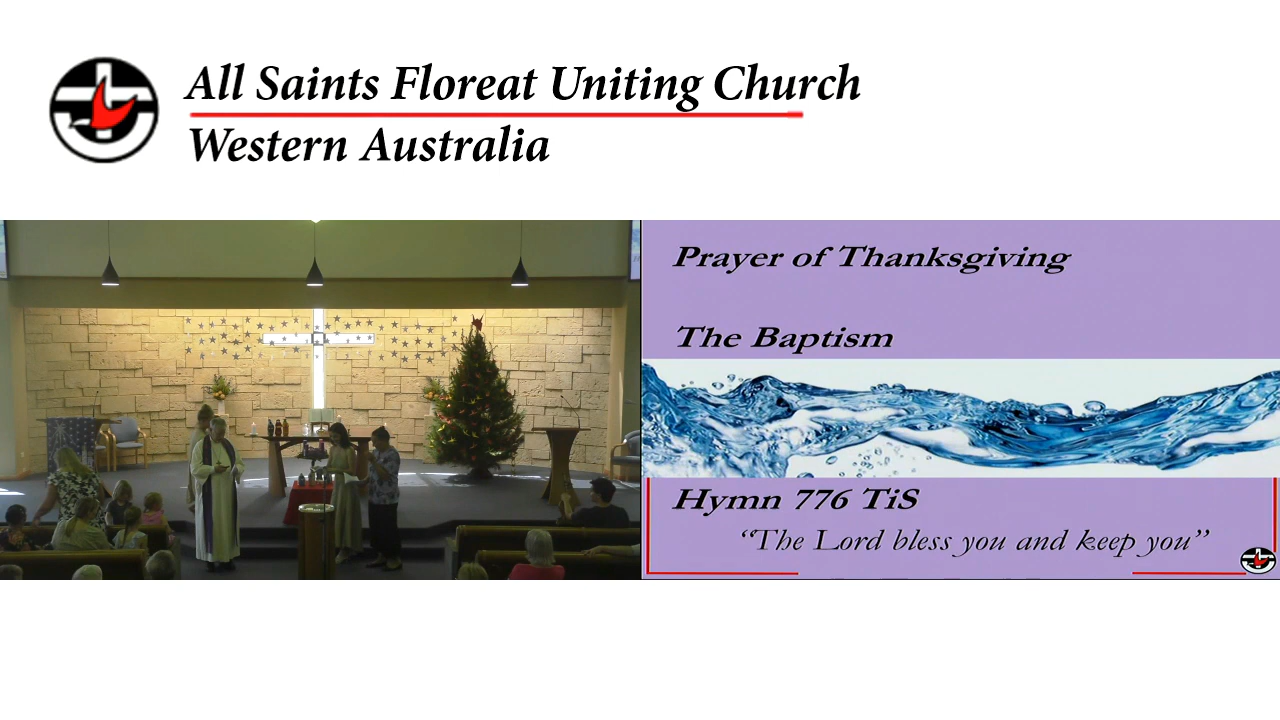 All Saints Floreat Uniting Church
Western Australia
Prayer of Thanksgiving
The Baptism
Hymn 776 TiS
“The Lord bless you and keep you”